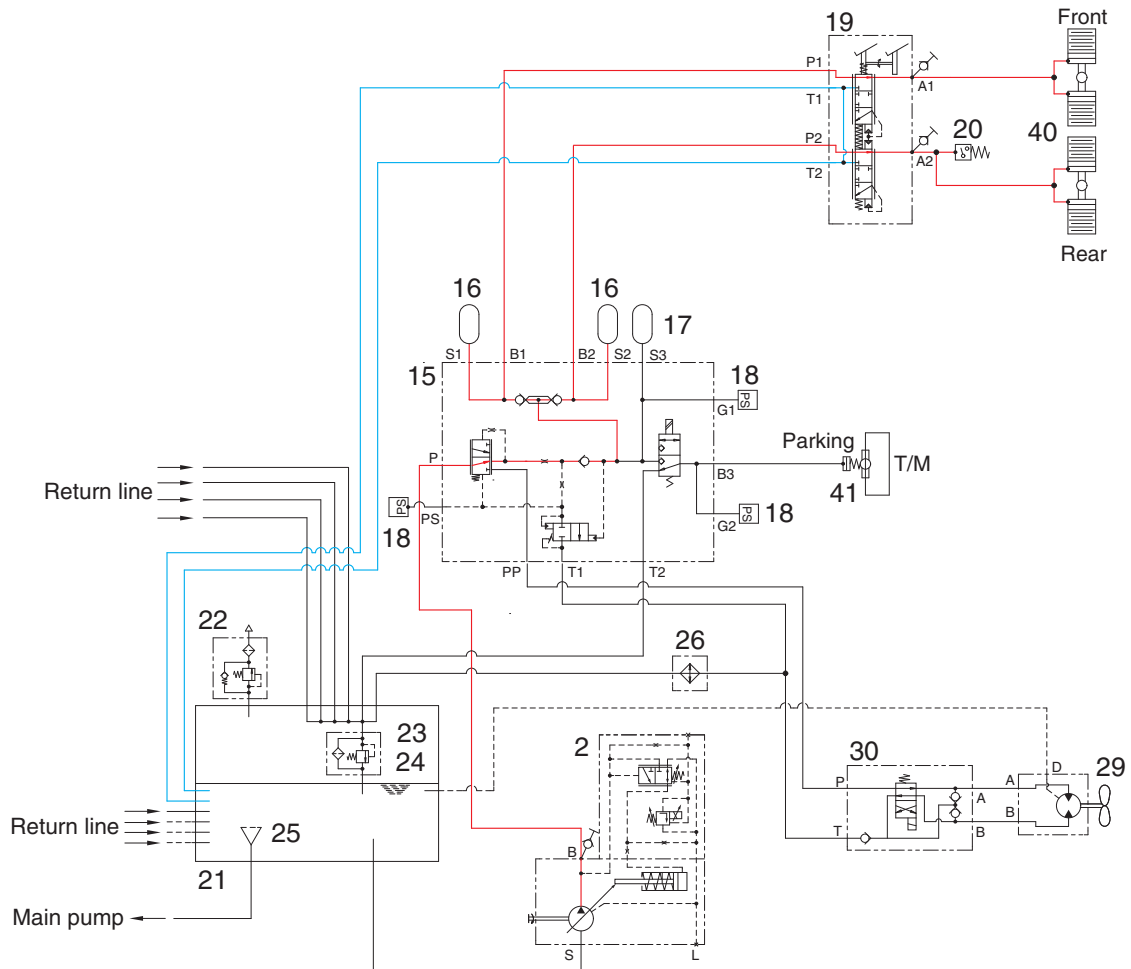 19
Front
P1
A1
T1
20
40
P2
A2
T2
Rear
16
16
17
S1
B1
B2
S2
S3
15
18
PS
G1
Parking
T/M
P
B3
41
Return line
PS
18
PS
PS
G2
18
PP
T1
T2
22
26
23
24
2
30
D
29
P
A
A
B
B
T
Return line
25
21
B
Main pump
S
L